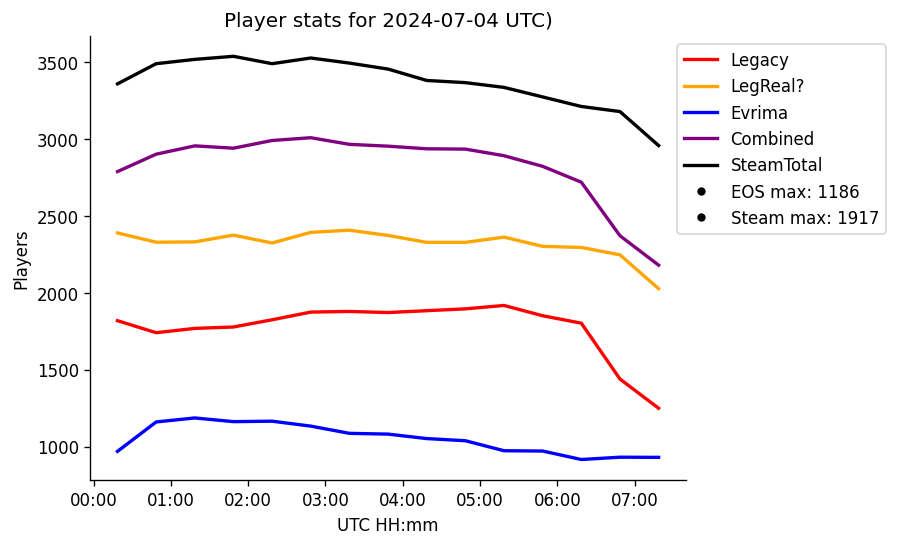 Player stats for 2024-07-04 UTC)
Players
3500
3000
2500
2000
1500
1000
00:00 01:00 02:00 03:00 04:00 05:00 06:00 07:00
UTC HH:mm
Legacy
LegReal?
Evrima
Combined
SteamTotal
EOS max: 1186
Steam max: 1917